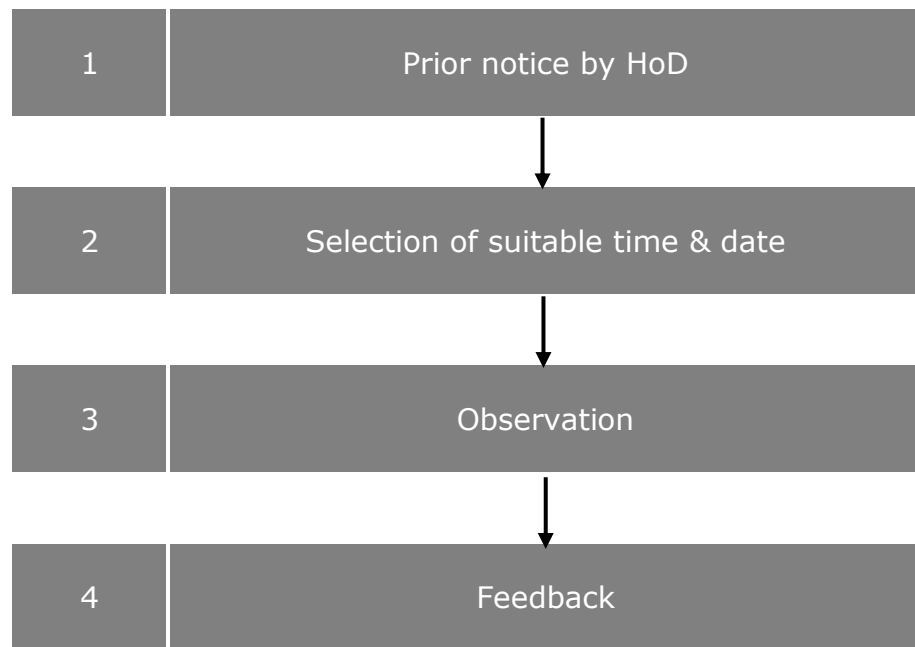 1 Prior notice by HoD
2 Selection of suitable time & date
3 Observation
4 Feedback